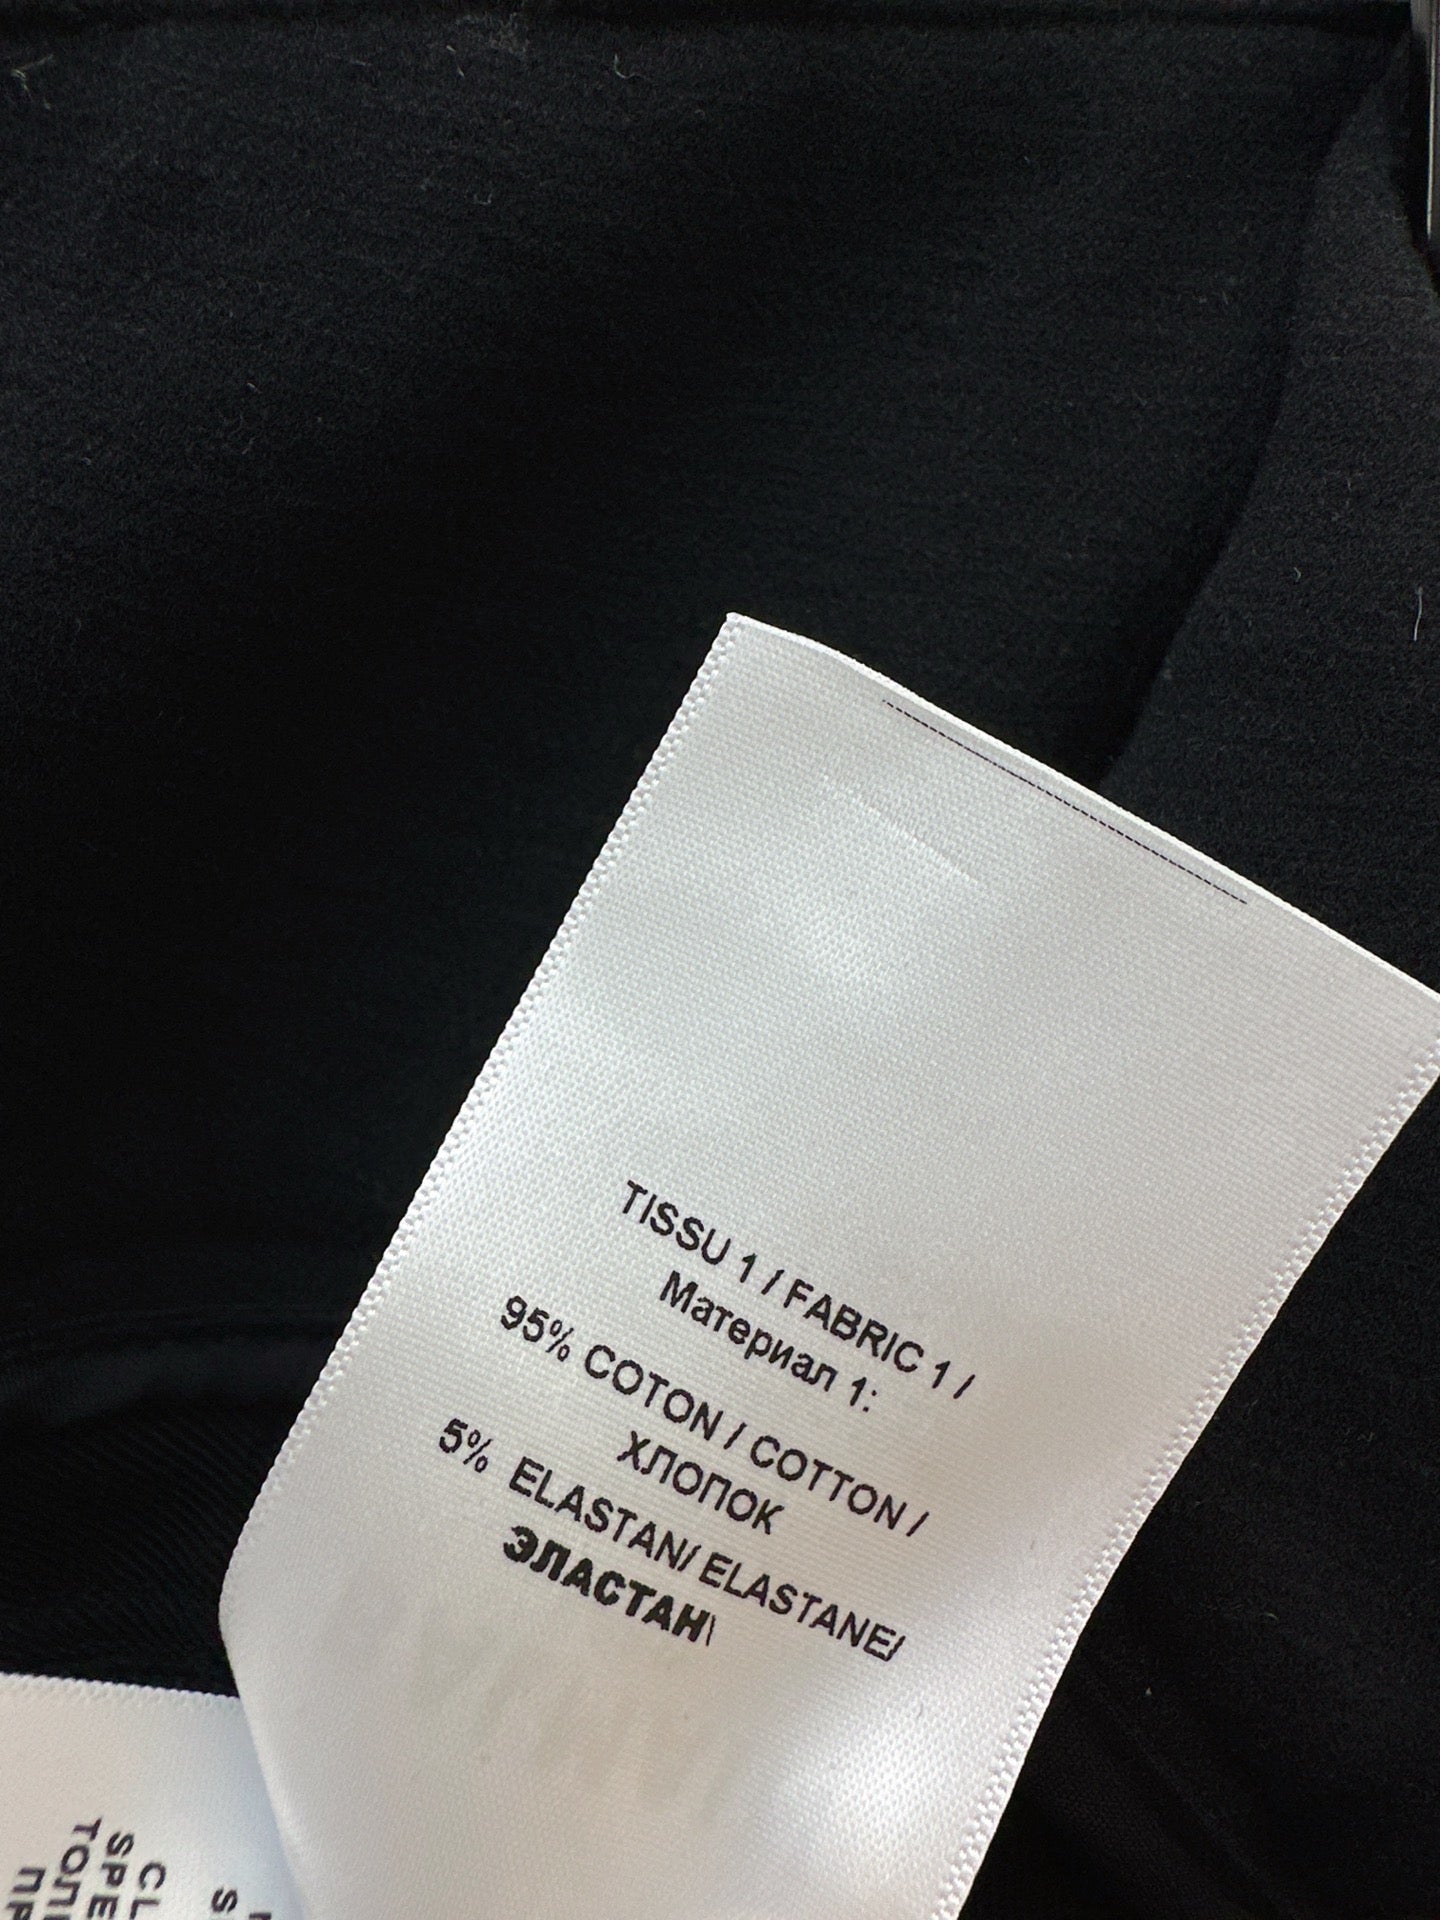 TISSU 1 / FABRIC 1 /
Материал 1:
95% COTON / COTTON /
ХЛОПОК
5% ELASTAN/ ELASTANE/
ЭЛАСТАН\